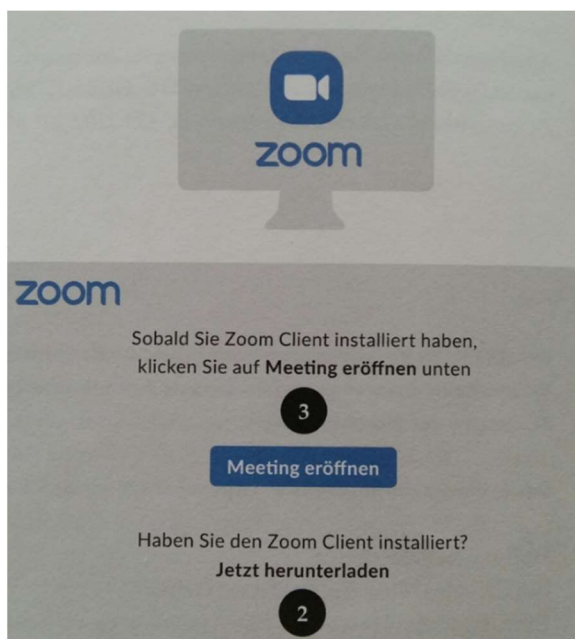 zoom
zoom
Sobald Sie Zoom Client installiert haben,
klicken Sie auf Meeting eröffnen unten
3
Meeting eröffnen
Haben Sie den Zoom Client installiert?
Jetzt herunterladen
2